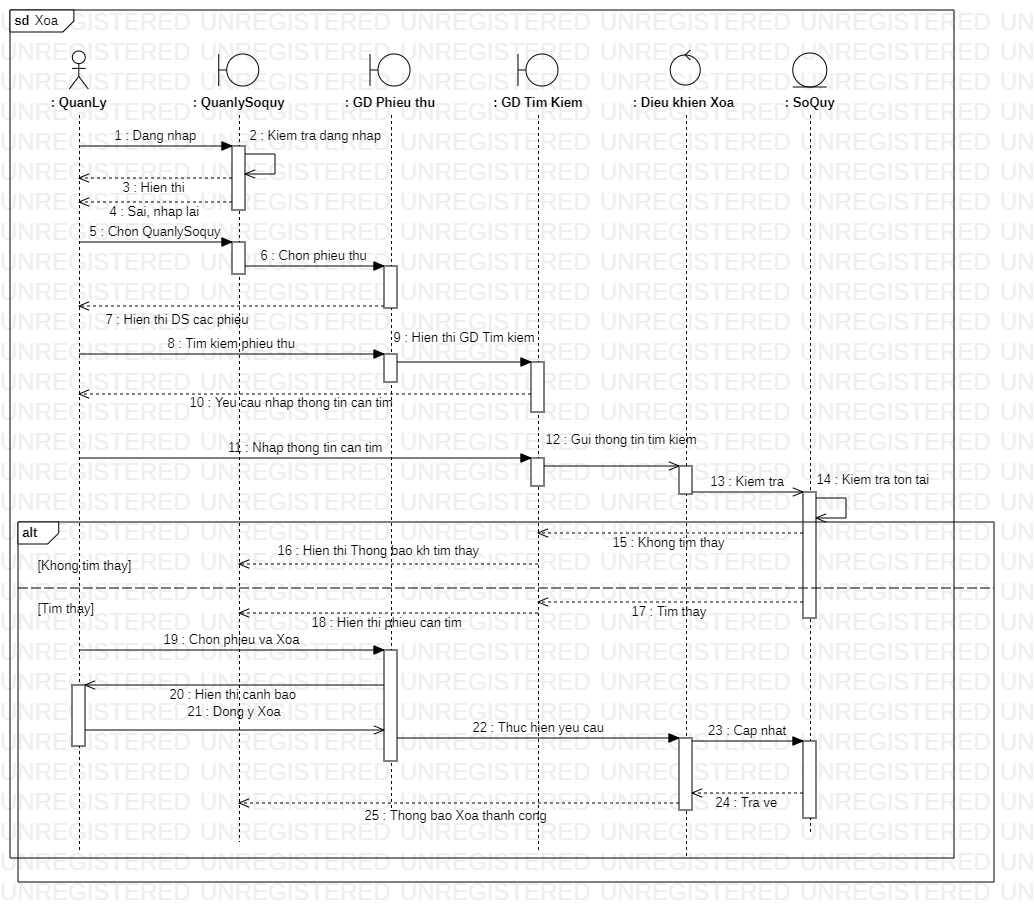 sd Xoa
: QuanLy
: QuanlySoquy
: GD Phieu thu
: GD Tim Kiem
: Dieu khien Xoa
: SoQuy
1 : Dang nhap
2 : Kiem tra dang nhap
3 : Hien thi
4 : Sai, nhap lai
5 : Chon QuanlySoquy
6 : Chon phieu thu
7 : Hien thi DS cac phieu
8 : Tim kiem phieu thu
9 : Hien thi GD Tim kiem
10 : Yeu cau nhap thong tin can tim
11 : Nhap thong tin can tim
12 : Gui thong tin tim kiem
13 : Kiem tra
14 : Kiem tra ton tai
alt
15 : Khong tim thay
16 : Hien thi Thong bao kh tim thay
[Khong tim thay]
[Tim thay]
17 : Tim thay
18 : Hien thi phieu can tim
19 : Chon phieu va Xoa
20 : Hien thi canh bao
21 : Dong y Xoa
22 : Thuc hien yeu cau
23 : Cap nhat
24 : Tra ve
25 : Thong bao Xoa thanh cong
UNREGISTERED